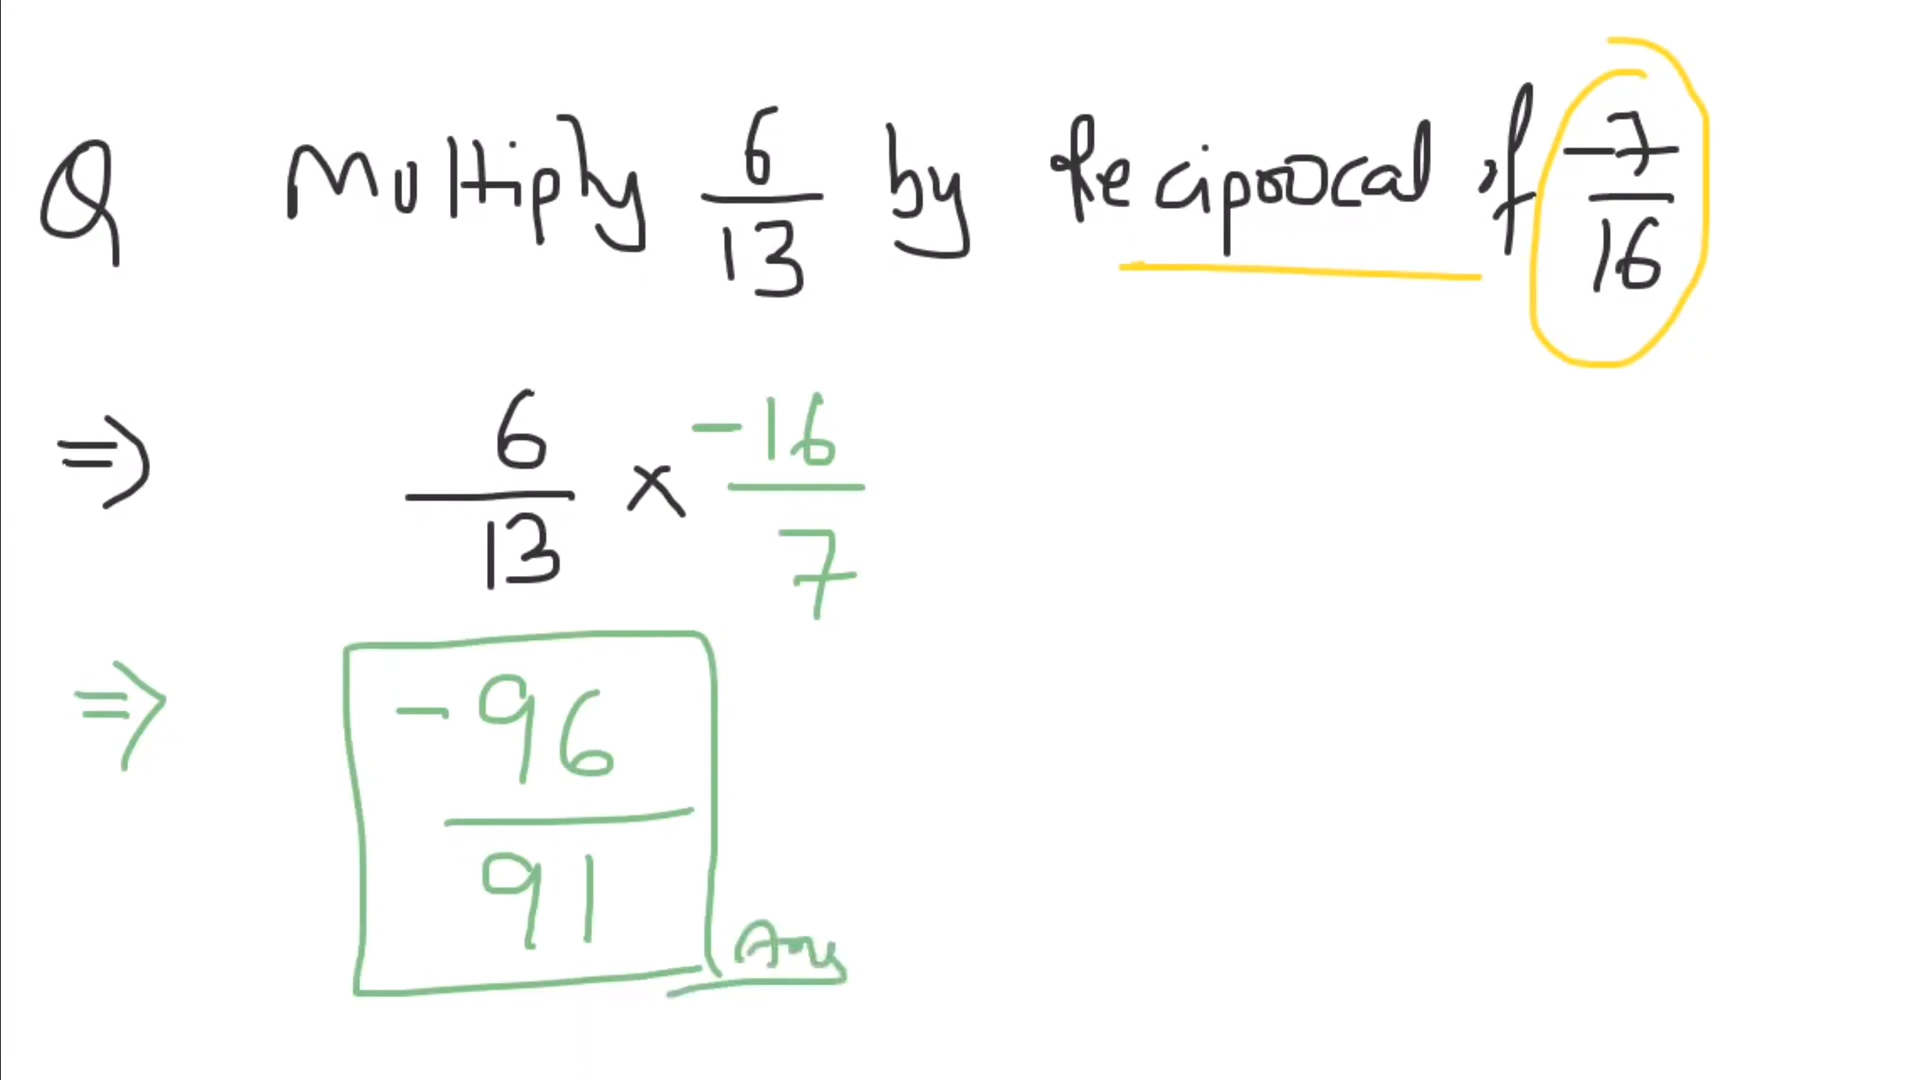 Q Multiply 6/13 by Reciprocal of -7/16
⇒ 6/13 × -16/7
⇒ -96/91 Ans